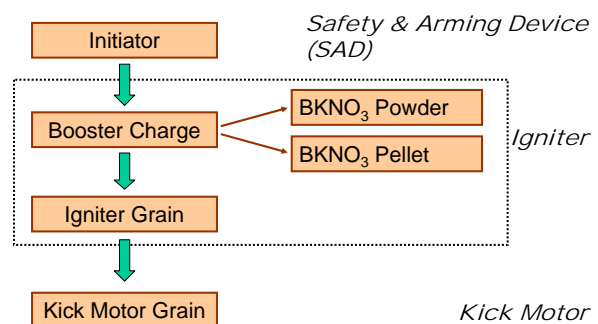 Safety & Arming Device
(SAD)
Initiator
Booster Charge
BKNO₃ Powder
BKNO₃ Pellet
Igniter
Igniter Grain
Kick Motor Grain
Kick Motor